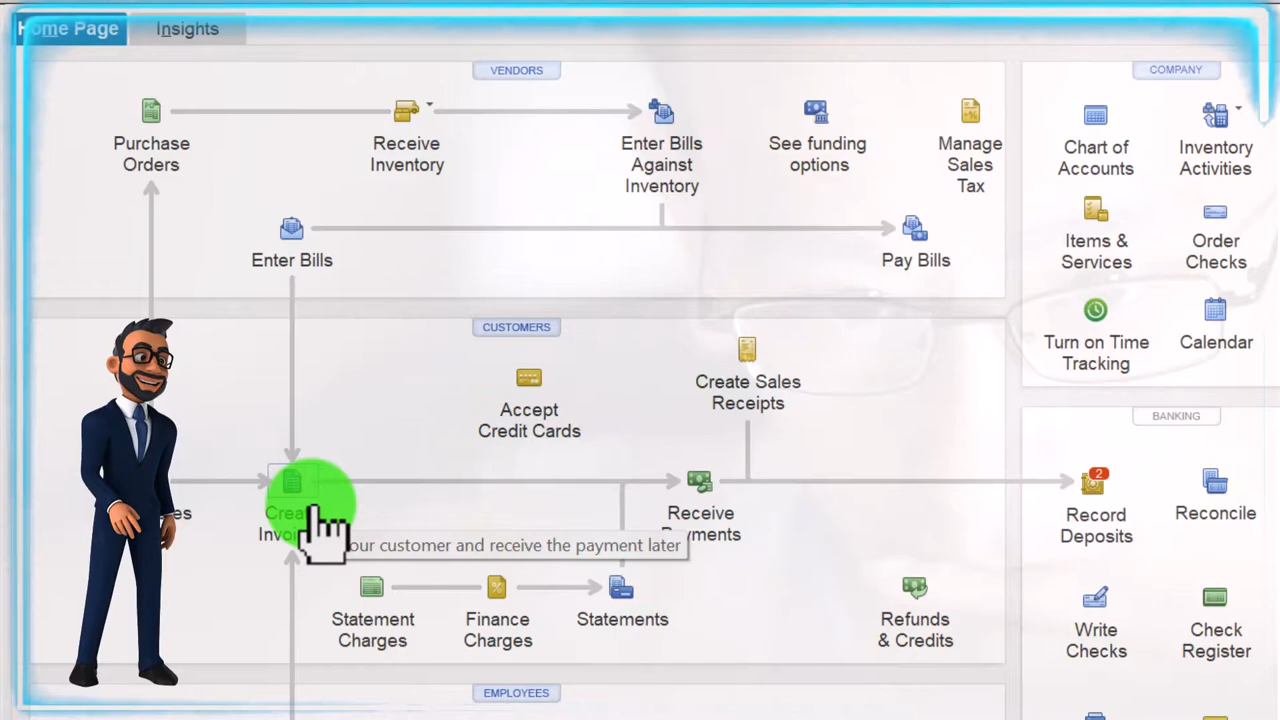 Home Page
Insights
VENDORS
COMPANY
Purchase
Orders
Receive
Inventory
Enter Bills
Against
Inventory
See funding
options
Manage
Sales
Tax
Chart of
Accounts
Inventory
Activities
Enter Bills
Pay Bills
Items &
Services
Order
Checks
Turn on Time
Tracking
Calendar
CUSTOMERS
Accept
Credit Cards
Create Sales
Receipts
BANKING
Receive
2
Record
Deposits
Reconcile
our customer and receive the payment later
Statement
Charges
Finance
Charges
Statements
Refunds
& Credits
Write
Checks
Check
Register
EMPLOYEES